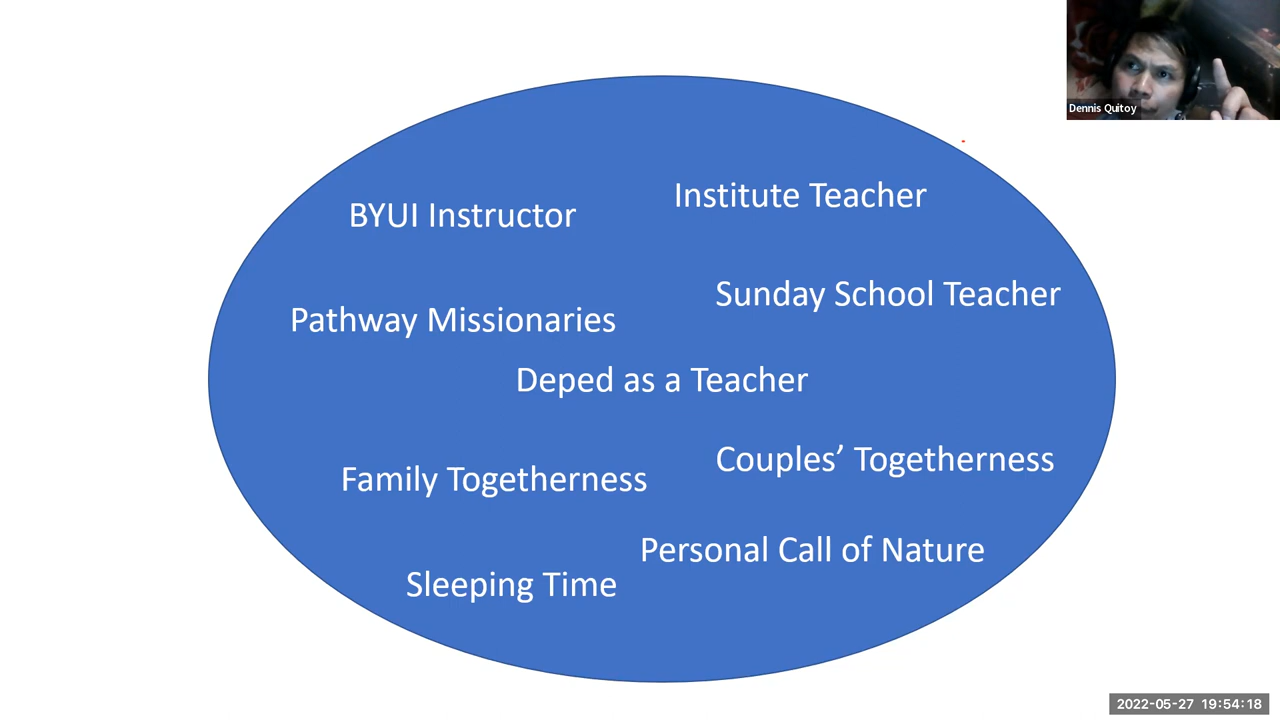 Dennis Quitoy
Institute Teacher
BYUI Instructor
Sunday School Teacher
Pathway Missionaries
Deped as a Teacher
Couples’ Togetherness
Family Togetherness
Personal Call of Nature
Sleeping Time
2022-05-27 19:54:18